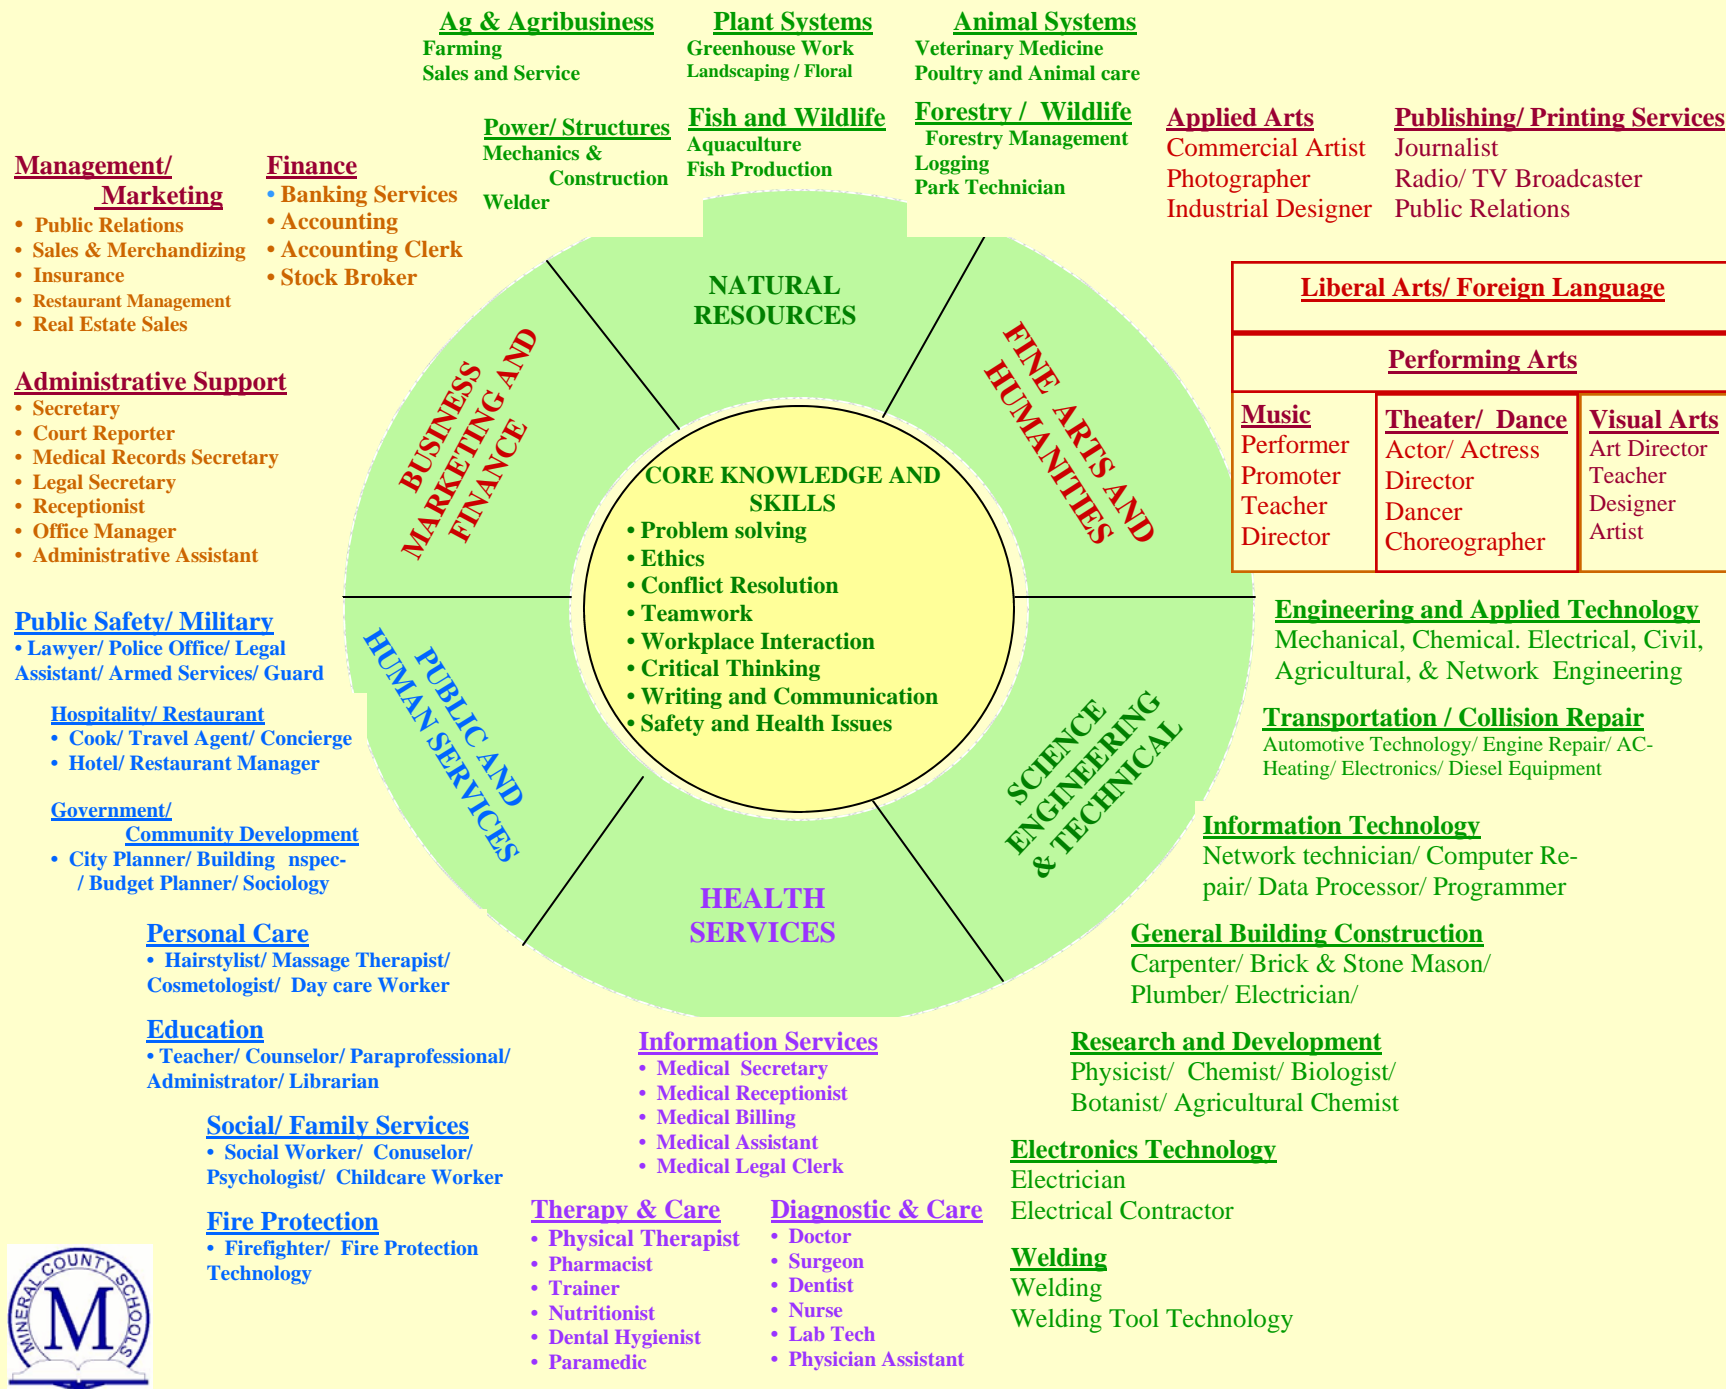 Ag & Agribusiness
Farming
Sales and Service
Plant Systems
Greenhouse Work
Landscaping / Floral
Animal Systems
Veterinary Medicine
Poultry and Animal care
Power/ Structures
Mechanics &
Construction
Welder
Fish and Wildlife
Aquaculture
Fish Production
Forestry / Wildlife
Forestry Management
Logging
Park Technician
Applied Arts
Commercial Artist
Photographer
Industrial Designer
Publishing/ Printing Services
Journalist
Radio/ TV Broadcaster
Public Relations
Management/
Marketing
• Public Relations
• Sales & Merchandizing
• Insurance
• Restaurant Management
• Real Estate Sales
Finance
• Banking Services
• Accounting
• Accounting Clerk
• Stock Broker
Administrative Support
• Secretary
• Court Reporter
• Medical Records Secretary
• Legal Secretary
• Receptionist
• Office Manager
• Administrative Assistant
NATURAL
RESOURCES
BUSINESS
MARKETING AND
FINANCE
FINE ARTS AND
HUMANITIES
Liberal Arts/ Foreign Language
Performing Arts
Music
Performer
Promoter
Teacher
Director
Theater/ Dance
Actor/ Actress
Director
Dancer
Choreographer
Visual Arts
Art Director
Teacher
Designer
Artist
CORE KNOWLEDGE AND
SKILLS
• Problem solving
• Ethics
• Conflict Resolution
• Teamwork
• Workplace Interaction
• Critical Thinking
• Writing and Communication
• Safety and Health Issues
PUBLIC AND
HUMAN SERVICES
SCIENCE
ENGINEERING
& TECHNICAL
HEALTH
SERVICES
Public Safety/ Military
• Lawyer/ Police Office/ Legal
Assistant/ Armed Services/ Guard
Hospitality/ Restaurant
• Cook/ Travel Agent/ Concierge
• Hotel/ Restaurant Manager
Government/
Community Development
• City Planner/ Building nspec-
/ Budget Planner/ Sociology
Personal Care
• Hairstylist/ Massage Therapist/
Cosmetologist/ Day care Worker
Education
• Teacher/ Counselor/ Paraprofessional/
Administrator/ Librarian
Social/ Family Services
• Social Worker/ Conuselor/
Psychologist/ Childcare Worker
Fire Protection
• Firefighter/ Fire Protection
Technology
Engineering and Applied Technology
Mechanical, Chemical. Electrical, Civil,
Agricultural, & Network Engineering
Transportation / Collision Repair
Automotive Technology/ Engine Repair/ AC-
Heating/ Electronics/ Diesel Equipment
Information Technology
Network technician/ Computer Re-
pair/ Data Processor/ Programmer
General Building Construction
Carpenter/ Brick & Stone Mason/
Plumber/ Electrician/
Research and Development
Physicist/ Chemist/ Biologist/
Botanist/ Agricultural Chemist
Electronics Technology
Electrician
Electrical Contractor
Welding
Welding
Welding Tool Technology
Information Services
• Medical Secretary
• Medical Receptionist
• Medical Billing
• Medical Assistant
• Medical Legal Clerk
Therapy & Care
• Physical Therapist
• Pharmacist
• Trainer
• Nutritionist
• Dental Hygienist
• Paramedic
Diagnostic & Care
• Doctor
• Surgeon
• Dentist
• Nurse
• Lab Tech
• Physician Assistant
MINERAL COUNTY SCHOOLS
M